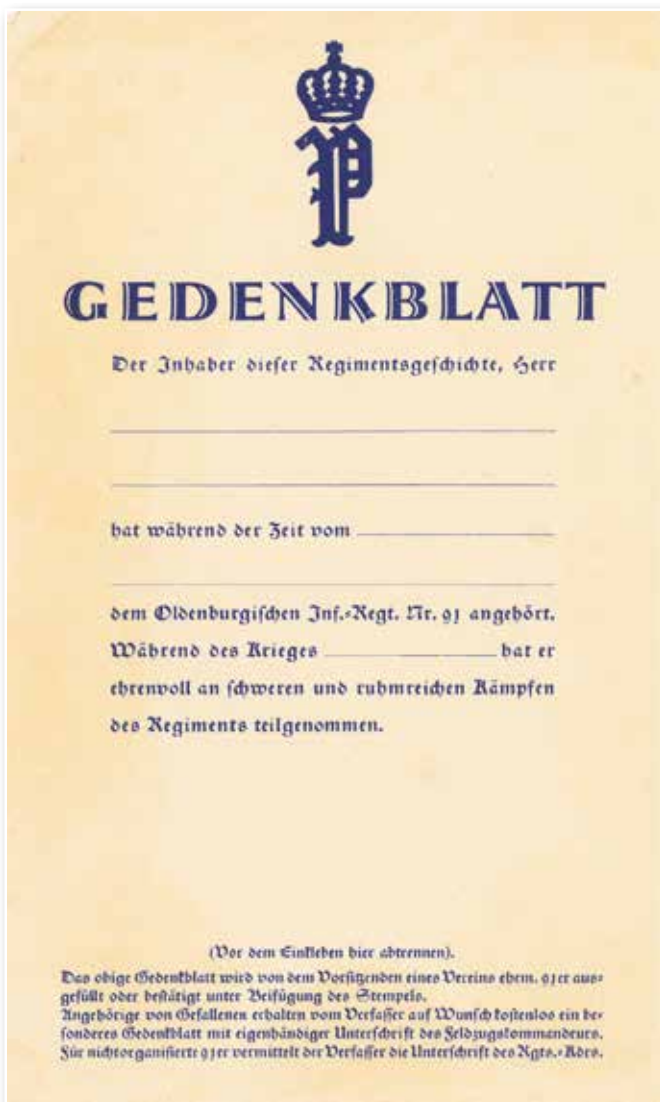 P
GEDENKBLATT
Der Inhaber dieser Regimentsgeschichte, Herr
hat während der Zeit vom
dem Oldenburgischen Inf.-Regt. Nr. 91 angehört.
Während des Krieges hat er
ehrenvoll an schweren und ruhmreichen Kämpfen
des Regiments teilgenommen.
(Vor dem Einkleben hier abtrennen).
Das obige Gedenkblatt wird von dem Vorsitzenden eines Vereins ehem. 91er aus-
gefüllt oder bestätigt unter Beifügung des Stempels.
Angehörige von Gefallenen erhalten vom Verfasser auf Wunsch kostenlos ein be-
sonderes Gedenkblatt mit eigenhändiger Unterschrift des Feldzugskommandeurs.
Für nichtorganisierte 91er vermittelt der Verfasser die Unterschrift des Rgts.-Kdrs.